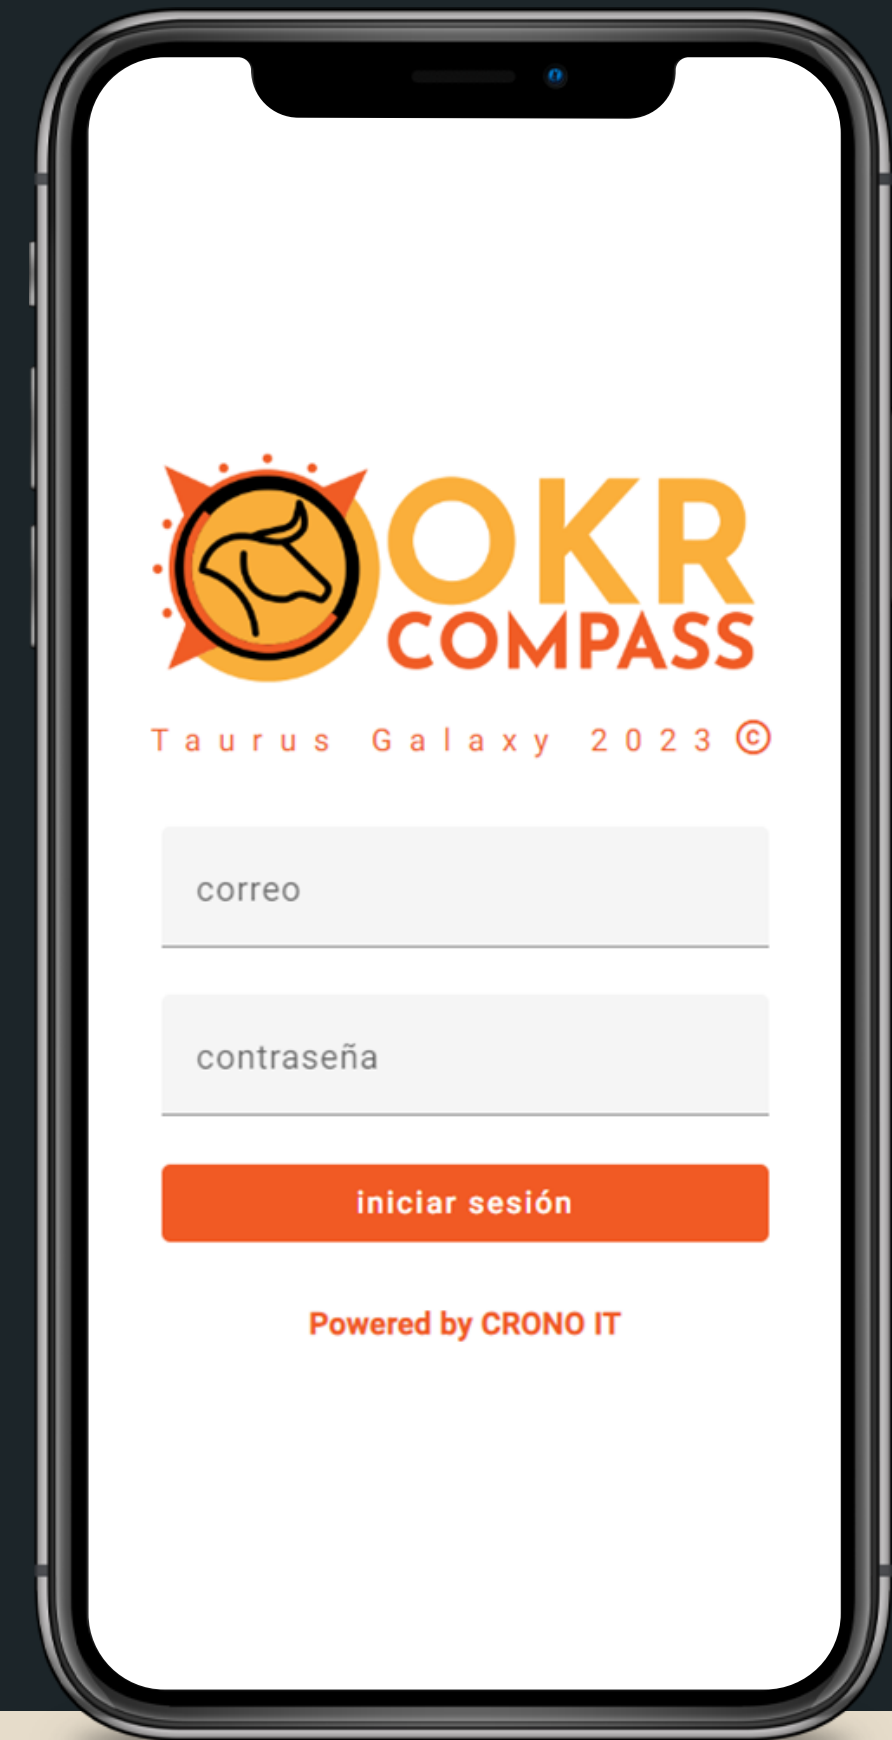 OKR
COMPASS
Taurus Galaxy 2023 ©
correo
contraseña
iniciar sesión
Powered by CRONO IT